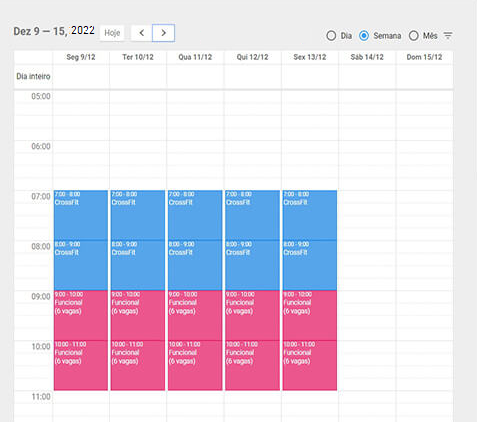 Dez 9 — 15, 2022 Hoje Dia Semana Mês
Seg 9/12 Ter 10/12 Qua 11/12 Qui 12/12 Sex 13/12 Sáb 14/12 Dom 15/12
Dia inteiro
05:00
06:00
07:00 7:00 - 8:00 7:00 - 8:00 7:00 - 8:00 7:00 - 8:00 7:00 - 8:00
CrossFit CrossFit CrossFit CrossFit CrossFit
08:00 8:00 - 9:00 8:00 - 9:00 8:00 - 9:00 8:00 - 9:00 8:00 - 9:00
CrossFit CrossFit CrossFit CrossFit CrossFit
09:00 9:00 - 10:00 9:00 - 10:00 9:00 - 10:00 9:00 - 10:00 9:00 - 10:00
Funcional Funcional Funcional Funcional Funcional
(6 vagas) (6 vagas) (6 vagas) (6 vagas) (6 vagas)
10:00 10:00 - 11:00 10:00 - 11:00 10:00 - 11:00 10:00 - 11:00 10:00 - 11:00
Funcional Funcional Funcional Funcional Funcional
(6 vagas) (6 vagas) (6 vagas) (6 vagas) (6 vagas)
11:00